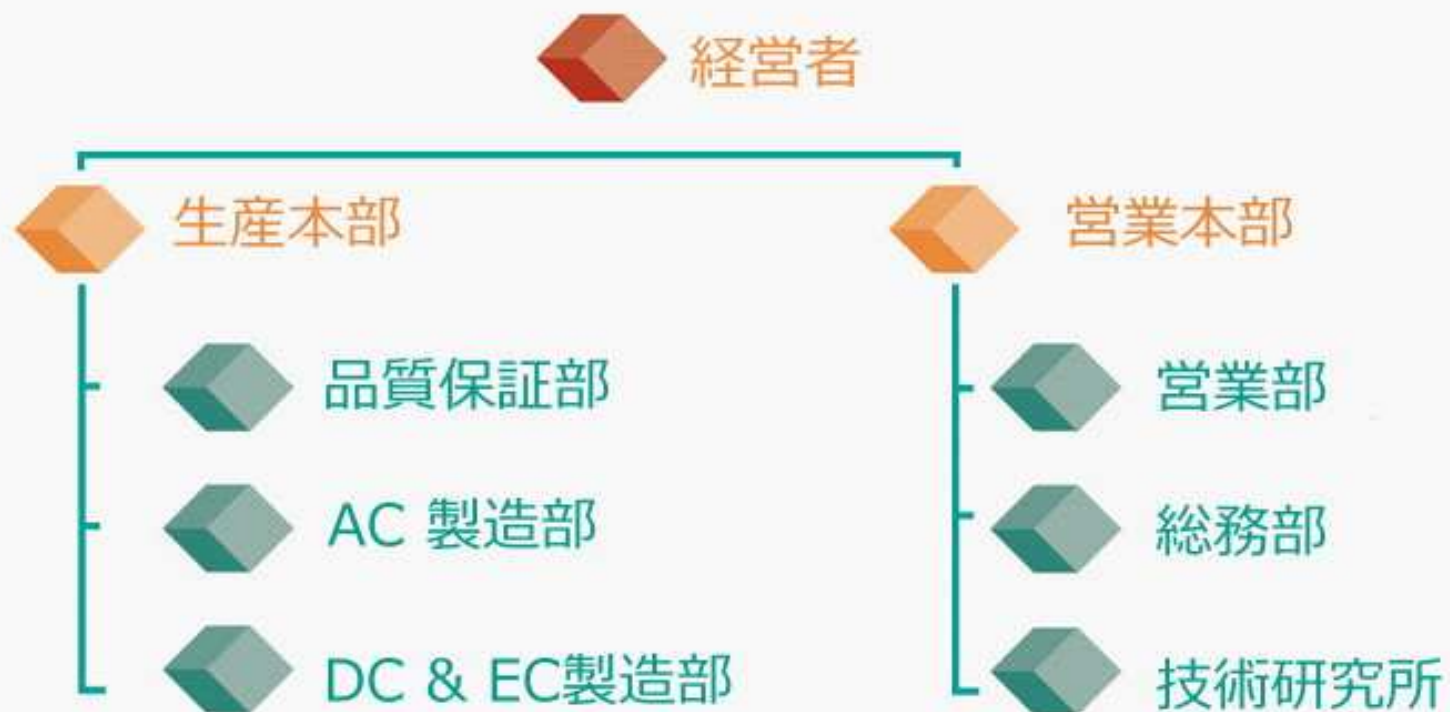 経営者
生産本部
営業本部
品質保証部
営業部
AC 製造部
総務部
DC & EC製造部
技術研究所